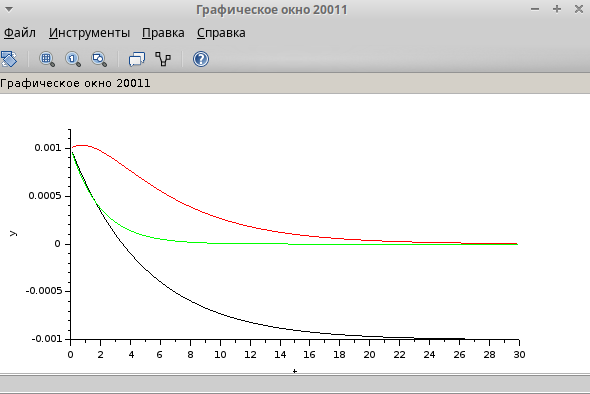 Графическое окно 20011
Файл Инструменты Правка Справка
Графическое окно 20011
0.001
0.0005
0
-0.0005
-0.001
y
0 2 4 6 8 10 12 14 16 18 20 22 24 26 28 30
t